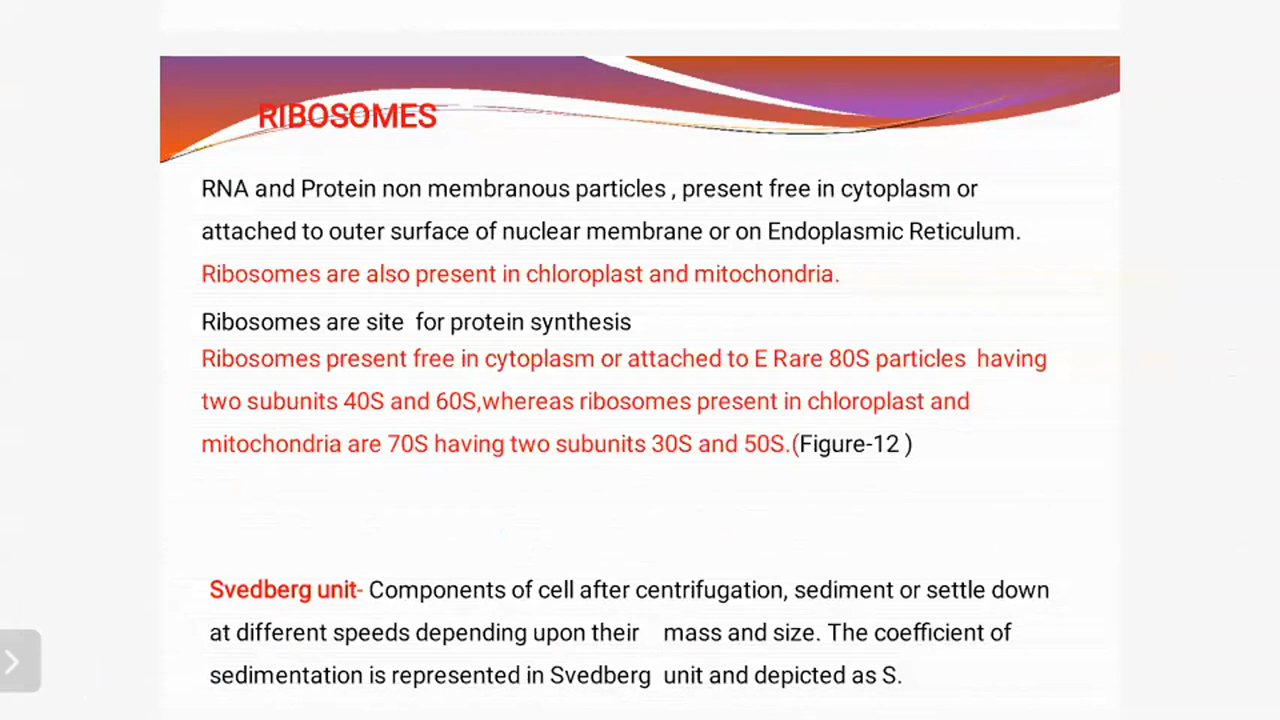 RIBOSOMES
RNA and Protein non membranous particles , present free in cytoplasm or
attached to outer surface of nuclear membrane or on Endoplasmic Reticulum.
Ribosomes are also present in chloroplast and mitochondria.
Ribosomes are site for protein synthesis
Ribosomes present free in cytoplasm or attached to E Rare 80S particles having
two subunits 40S and 60S,whereas ribosomes present in chloroplast and
mitochondria are 70S having two subunits 30S and 50S.(Figure-12 )
Svedberg unit- Components of cell after centrifugation, sediment or settle down
at different speeds depending upon their mass and size. The coefficient of
sedimentation is represented in Svedberg unit and depicted as S.